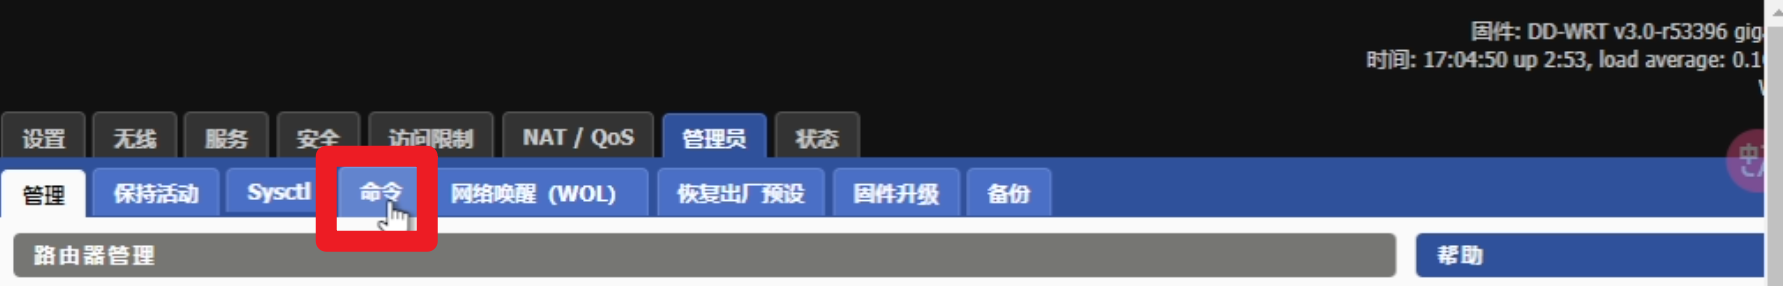 固件: DD-WRT v3.0-r53396 gig
时间: 17:04:50 up 2:53, load average: 0.1
设置 无线 服务 安全 访问限制 NAT / QoS 管理员 状态
管理 保持活动 Sysctl 命令 网络唤醒 (WOL) 恢复出厂预设 固件升级 备份
路由器管理 帮助